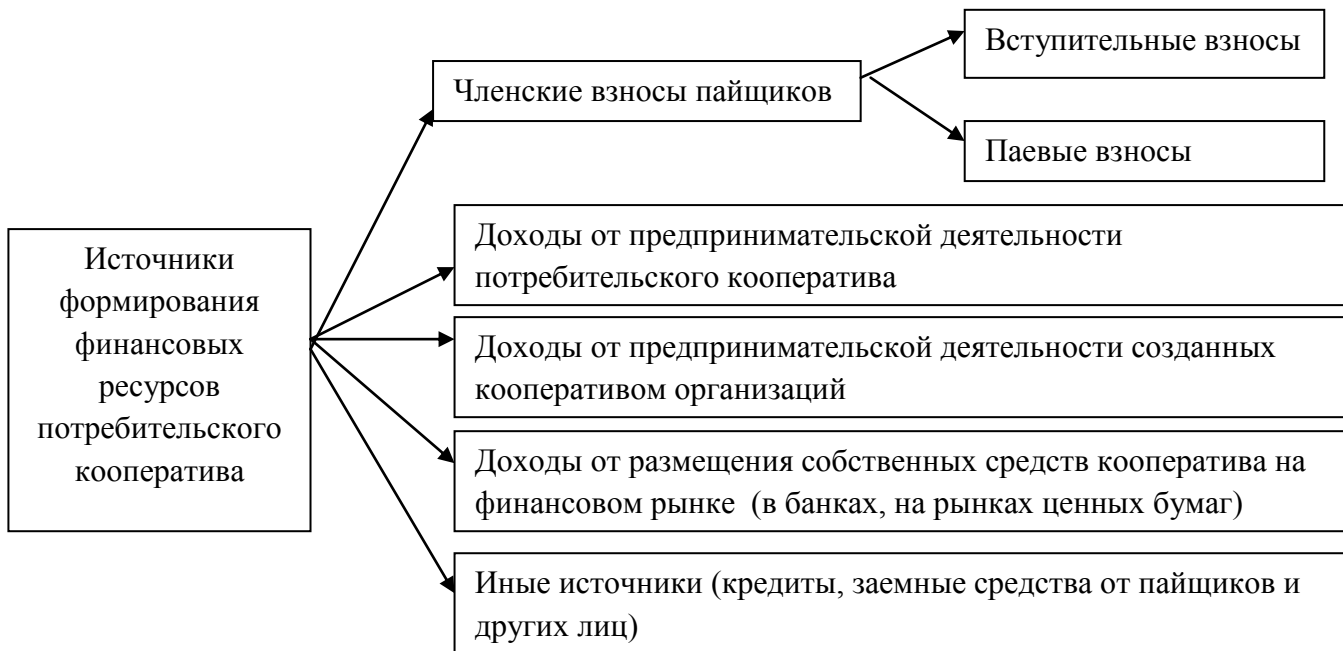 Источники
формирования
финансовых
ресурсов
потребительского
кооператива
Членские взносы пайщиков
Вступительные взносы
Паевые взносы
Доходы от предпринимательской деятельности
потребительского кооператива
Доходы от предпринимательской деятельности созданных
кооперативом организаций
Доходы от размещения собственных средств кооператива на
финансовом рынке (в банках, на рынках ценных бумаг)
Иные источники (кредиты, заемные средства от пайщиков и
других лиц)